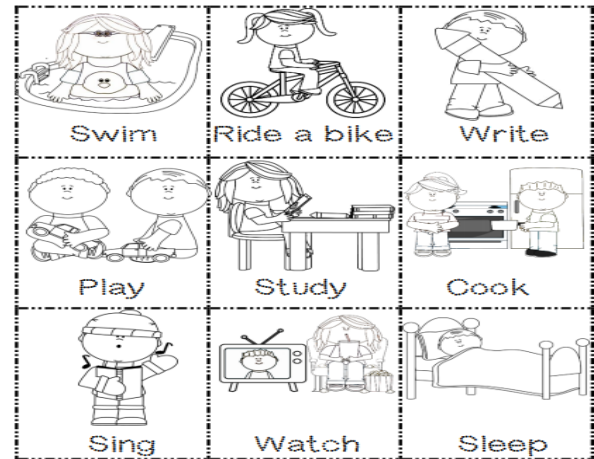 Swim
Ride a bike
Write
Play
Study
Cook
Sing
Watch
Sleep